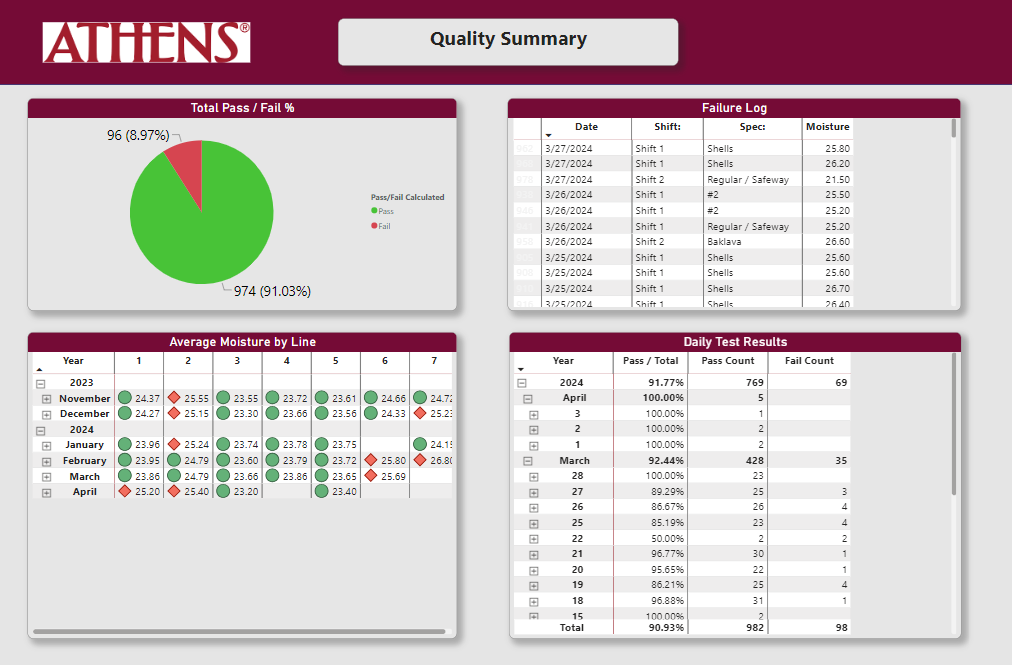 ATHENS®
Quality Summary
Total Pass / Fail %
96 (8.97%)
974 (91.03%)
Pass/Fail Calculated
Pass
Fail
Failure Log
Date Shift: Spec: Moisture
3/27/2024 Shift 1 Shells 25.80
3/27/2024 Shift 1 Shells 26.20
3/27/2024 Shift 2 Regular / Safeway 21.50
3/26/2024 Shift 1 #2 25.50
3/26/2024 Shift 1 #2 25.20
3/26/2024 Shift 1 Regular / Safeway 25.20
3/26/2024 Shift 2 Baklava 26.60
3/25/2024 Shift 1 Shells 25.60
3/25/2024 Shift 1 Shells 25.60
3/25/2024 Shift 1 Shells 26.70
3/25/2024 Shift 1 Shells 26.40
Average Moisture by Line
Year 1 2 3 4 5 6 7
2023
November 24.37 25.55 23.55 23.72 23.61 24.66 24.72
December 24.27 25.15 23.30 23.66 23.56 24.33 25.23
2024
January 23.96 25.24 23.74 23.78 23.75 24.15
February 23.95 24.79 23.60 23.79 23.72 25.80 26.80
March 23.86 24.79 23.66 23.86 23.65 25.69
April 25.20 25.40 23.20 23.40
Daily Test Results
Year Pass / Total Pass Count Fail Count
2024 91.77% 769 69
April 100.00% 5
3 100.00% 1
2 100.00% 2
1 100.00% 2
March 92.44% 428 35
28 100.00% 23
27 89.29% 25 3
26 86.67% 26 4
25 85.19% 23 4
22 50.00% 2 2
21 96.77% 30 1
20 95.65% 22 1
19 86.21% 25 4
18 96.88% 31 1
15 100.00% 2
Total 90.93% 982 98